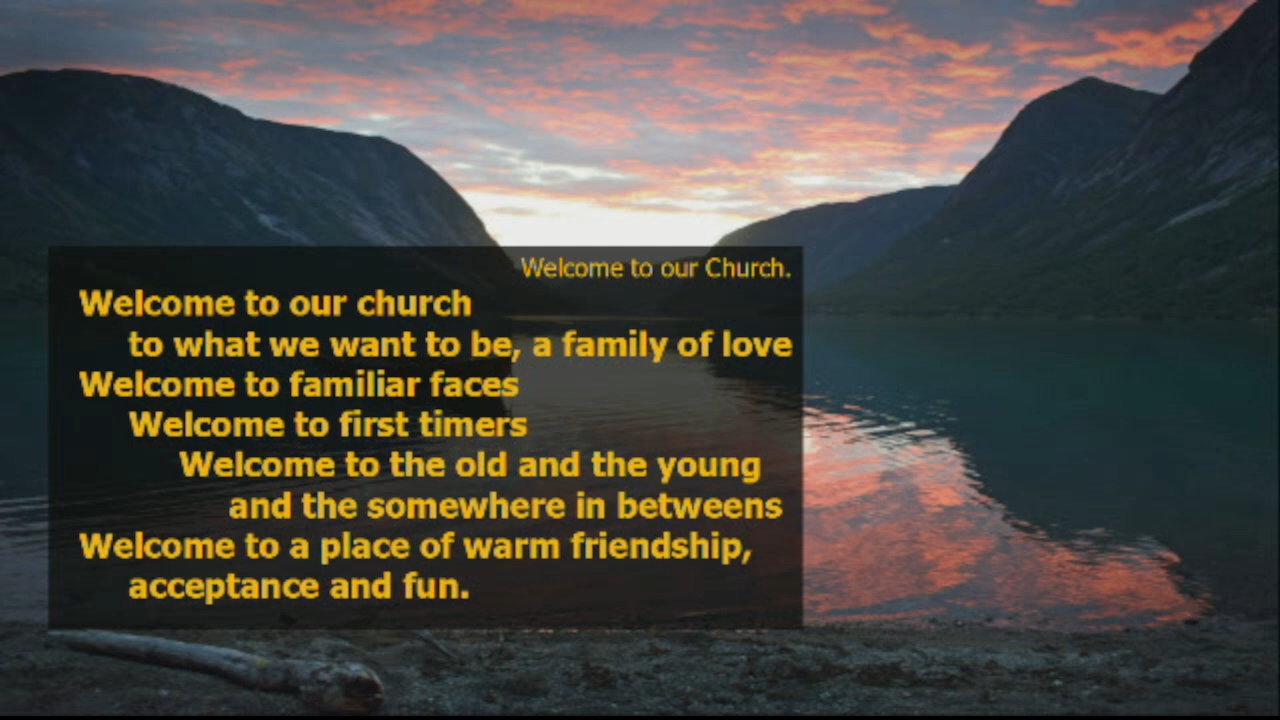 Welcome to our Church.
Welcome to our church
to what we want to be, a family of love
Welcome to familiar faces
Welcome to first timers
Welcome to the old and the young
and the somewhere in betweens
Welcome to a place of warm friendship,
acceptance and fun.